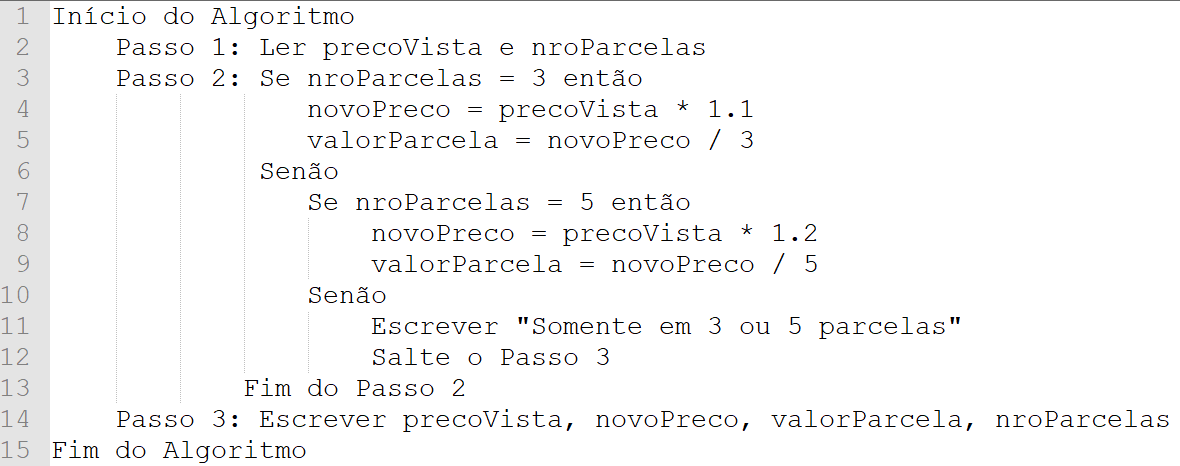 1 Início do Algoritmo
2 Passo 1: Ler precoVista e nroParcelas
3 Passo 2: Se nroParcelas = 3 então
4 novoPreco = precoVista * 1.1
5 valorParcela = novoPreco / 3
6 Senão
7 Se nroParcelas = 5 então
8 novoPreco = precoVista * 1.2
9 valorParcela = novoPreco / 5
10 Senão
11 Escrever "Somente em 3 ou 5 parcelas"
12 Salte o Passo 3
13 Fim do Passo 2
14 Passo 3: Escrever precoVista, novoPreco, valorParcela, nroParcelas
15 Fim do Algoritmo